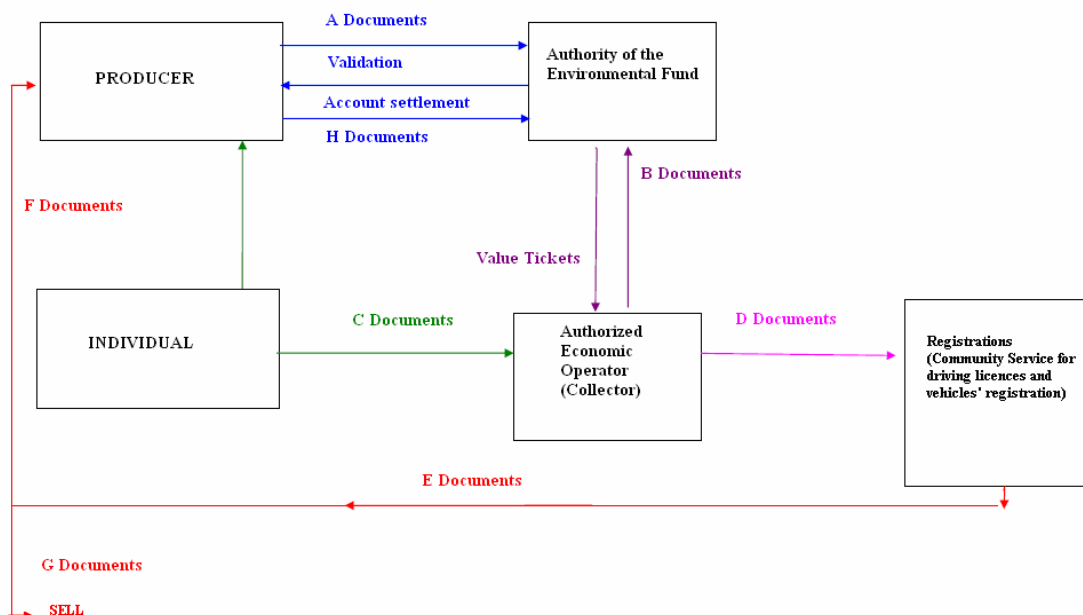 A Documents
PRODUCER
Validation
Account settlement
H Documents
Authority of the
Environmental Fund
B Documents
F Documents
Value Tickets
INDIVIDUAL
C Documents
Authorized
Economic
Operator
(Collector)
D Documents
Registrations
(Community Service for
driving licences and
vehicles' registration)
E Documents
G Documents
SELL